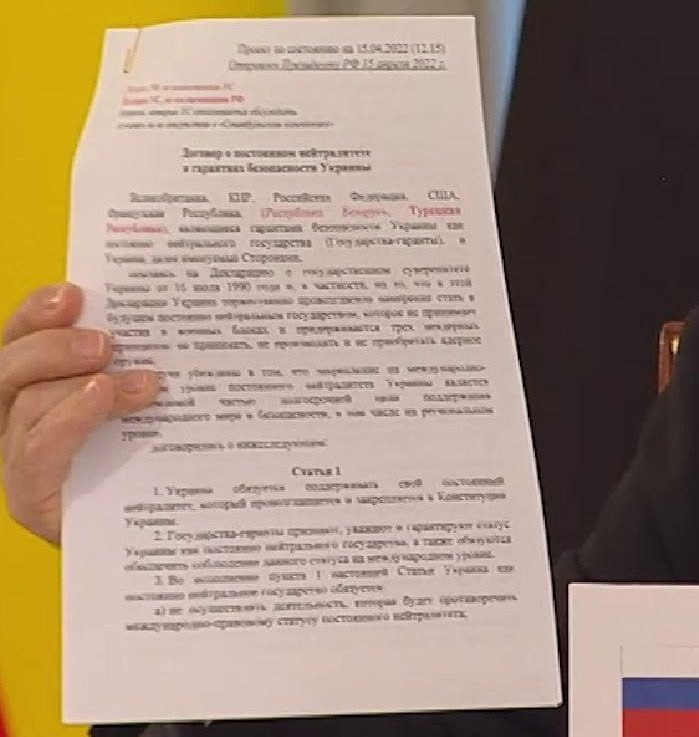 Проект по состоянию на 15.04.2022 (12.15)
Отправлен Президенту РФ 15 апреля 2022 г.
Договор о постоянном нейтралитете
и гарантиях безопасности Украины
Великобритания, КНР, Российская Федерация, США,
Французская Республика, (Республика Беларусь, Турецкая
Республика), являющиеся гарантами безопасности Украины как
постоянно нейтрального государства (Государства-гаранты), и
Украина, далее именуемые Сторонами,
ссылаясь на Декларацию о государственном суверенитете
Украины от 16 июля 1990 года и, в частности, на то, что в этой
Декларации Украина торжественно провозгласила намерение стать в
будущем постоянно нейтральным государством, которое не принимает
участия в военных блоках, и придерживается трех неядерных
не принимать, не производить и не приобретать ядерное
убеждены в том, что закрепление на международно-
уровне постоянного нейтралитета Украины является
частью долгосрочной цели поддержания
международного мира и безопасности, в том числе на региональном
уровне,
договорились о нижеследующем:
Статья 1
1. Украина обязуется поддерживать свой постоянный
нейтралитет, который провозглашается и закрепляется в Конституции
Украины.
2. Государства-гаранты признают, уважают и гарантируют статус
Украины как постоянно нейтрального государства, а также обязуются
обеспечить соблюдение данного статуса на международном уровне.
3. Во исполнение пункта 1 настоящей Статьи Украина как
постоянно нейтральное государство обязуется:
а) не осуществлять деятельность, которая будет противоречить
международно-правовому статусу постоянного нейтралитета;